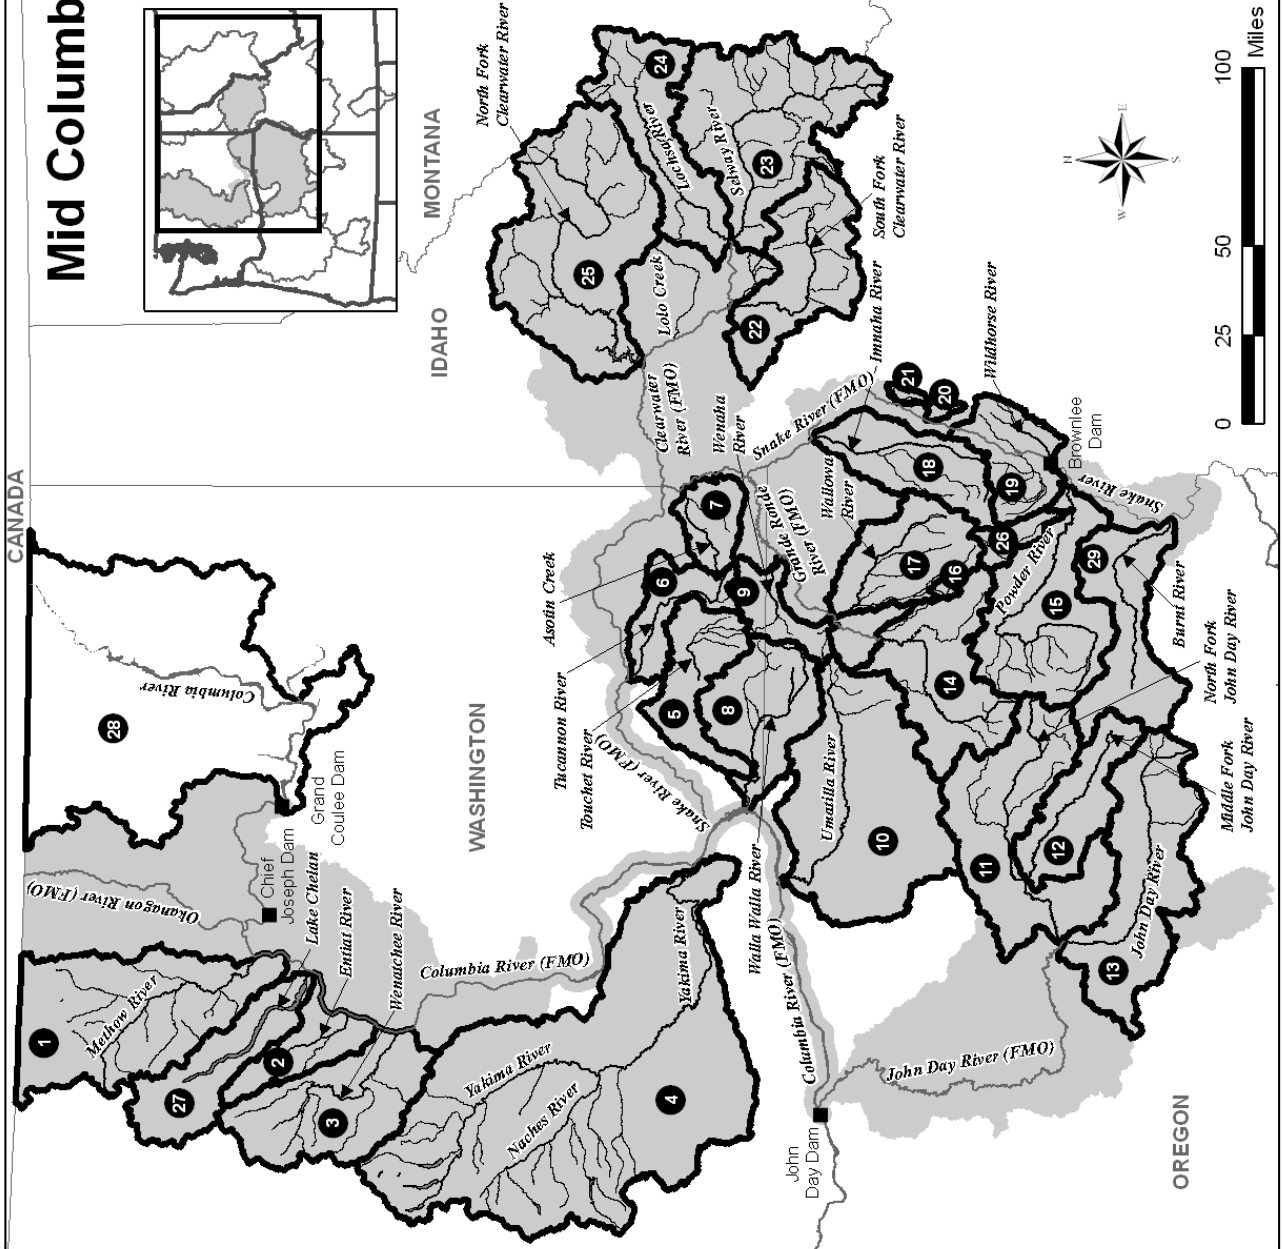 Mid Columb
CANADA
MONTANA
IDAHO
WASHINGTON
OREGON
North Fork
Clearwater River
Lochsa River
Selway River
South Fork
Clearwater River
Lolo Creek
Clearwater
River (FMO)
Wenaha
River
Snake River (FMO)
Imnaha River
Wildhorse River
Brownlee
Dam
Snake River
Wallowa
River
Grande Ronde
River (FMO)
Asotin Creek
Tucannon River
Touchet River
Snake River (FMO)
Walla Walla River
Umatilla River
Powder River
Burnt River
North Fork
John Day River
Middle Fork
John Day River
John Day River
John Day River (FMO)
John
Day Dam
Columbia River (FMO)
Columbia River (FMO)
Yakima River
Yakima River
Naches River
Wenatchee River
Entiat River
Lake Chelan
Methow River
Okanagon River (FMO)
Chief
Joseph Dam
Grand
Coulee Dam
Columbia River
1
2
3
4
5
6
7
8
9
10
11
12
13
14
15
16
17
18
19
20
21
22
23
24
25
26
27
28
29
N
E
S
W
0 25 50 100
Miles